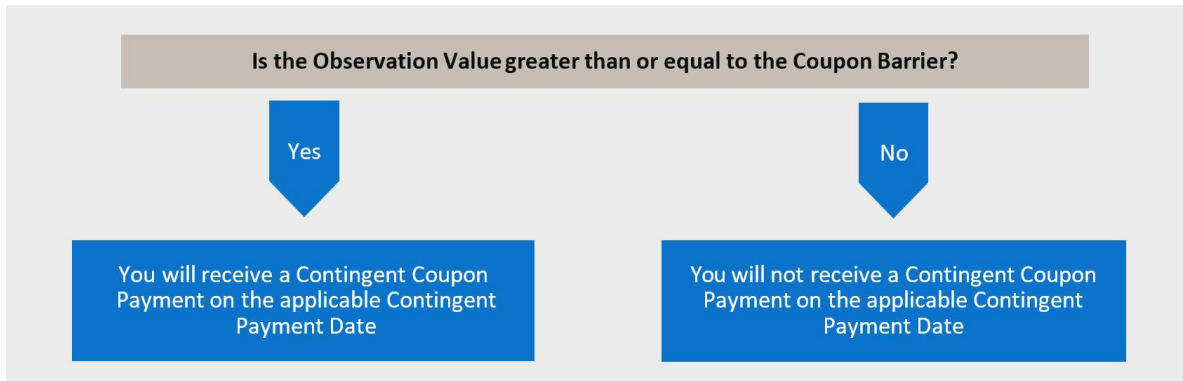 Is the Observation Value greater than or equal to the Coupon Barrier?
Yes
No
You will receive a Contingent Coupon
Payment on the applicable Contingent
Payment Date
You will not receive a Contingent Coupon
Payment on the applicable Contingent
Payment Date